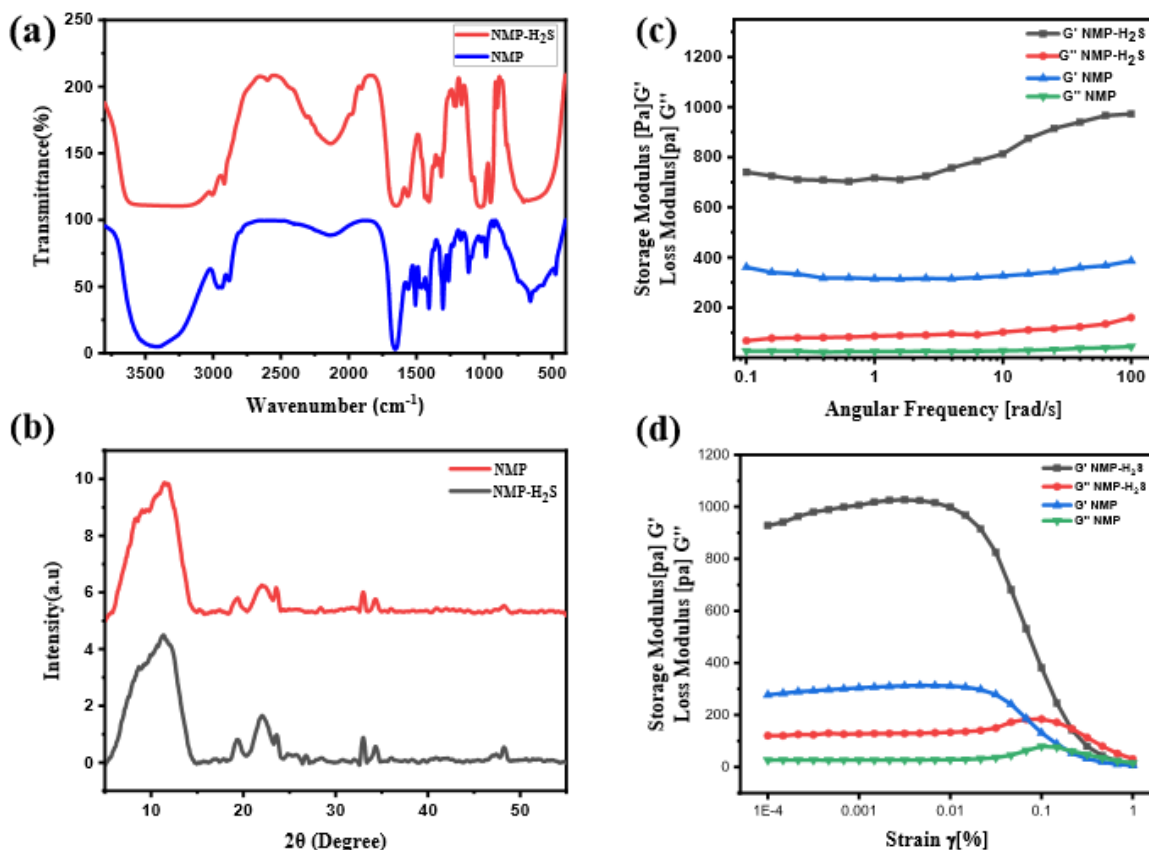 (a)
250
200
150
100
50
0
Transmittance(%)
NMP-H₂S
NMP
3500 3000 2500 2000 1500 1000 500
Wavenumber (cm⁻¹)
(c)
1200
1000
800
600
400
200
Storage Modulus [Pa]G'
Loss Modulus[pa] G''
G' NMP-H₂S
G'' NMP-H₂S
G' NMP
G'' NMP
0.1 1 10 100
Angular Frequency [rad/s]
(b)
10
8
6
4
2
0
Intensity(a.u)
NMP
NMP-H₂S
10 20 30 40 50
2θ (Degree)
(d)
1200
1000
800
600
400
200
0
Storage Modulus[pa] G'
Loss Modulus [pa] G''
G' NMP-H₂S
G'' NMP-H₂S
G' NMP
G'' NMP
1E-4 0.001 0.01 0.1 1
Strain γ[%]